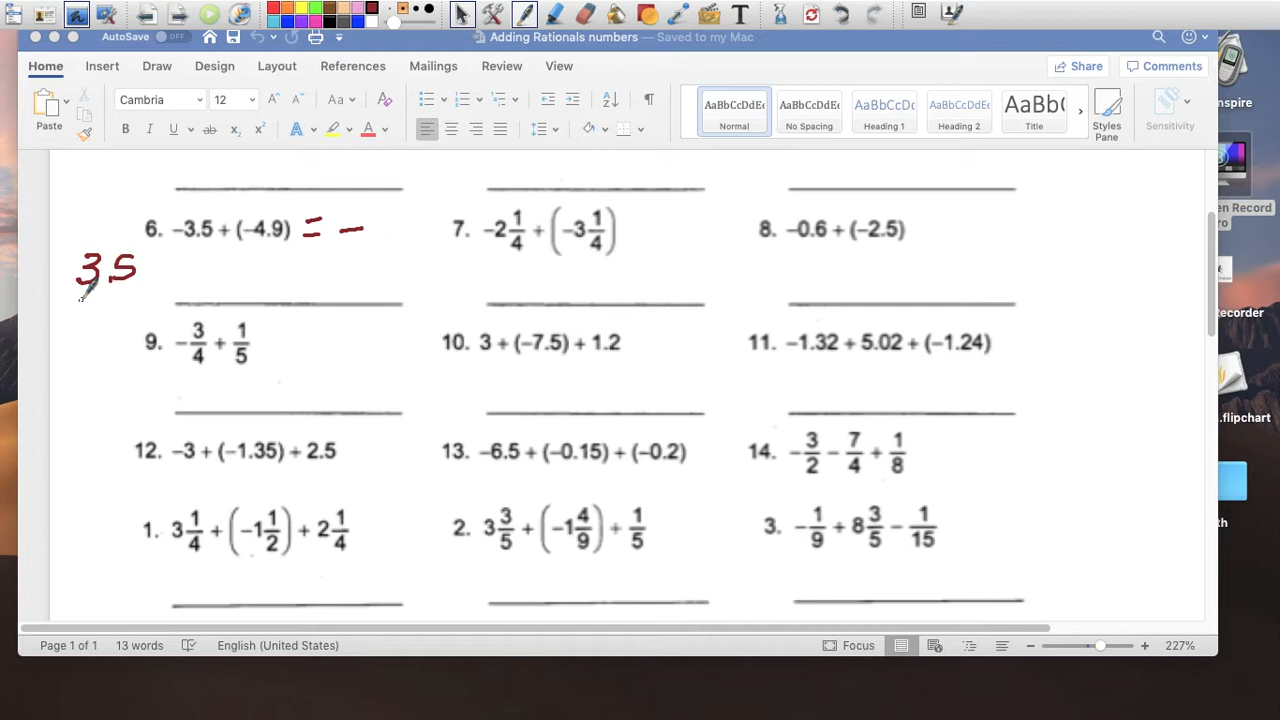 AutoSave OFF
Adding Rationals numbers — Saved to my Mac
Home Insert Draw Design Layout References Mailings Review View Share Comments
Paste Cambria 12 Aa A
AaBbCcDdEe AaBbCcDdEe AaBbCcDc AaBbCcDdEe AaBbC
Normal No Spacing Heading 1 Heading 2 Title Styles Pane Sensitivity
6. −3.5 + (−4.9) = − 7. −2 1/4 + (−3 1/4) 8. −0.6 + (−2.5)
3.5
9. −3/4 + 1/5 10. 3 + (−7.5) + 1.2 11. −1.32 + 5.02 + (−1.24)
12. −3 + (−1.35) + 2.5 13. −6.5 + (−0.15) + (−0.2) 14. −3/2 − 7/4 + 1/8
1. 3 1/4 + (−1 1/2) + 2 1/4 2. 3 3/5 + (−1 4/9) + 1/5 3. −1/9 + 8 3/5 − 1/15
Page 1 of 1 13 words English (United States) Focus 227%
nspire
Recorder
.flipchart